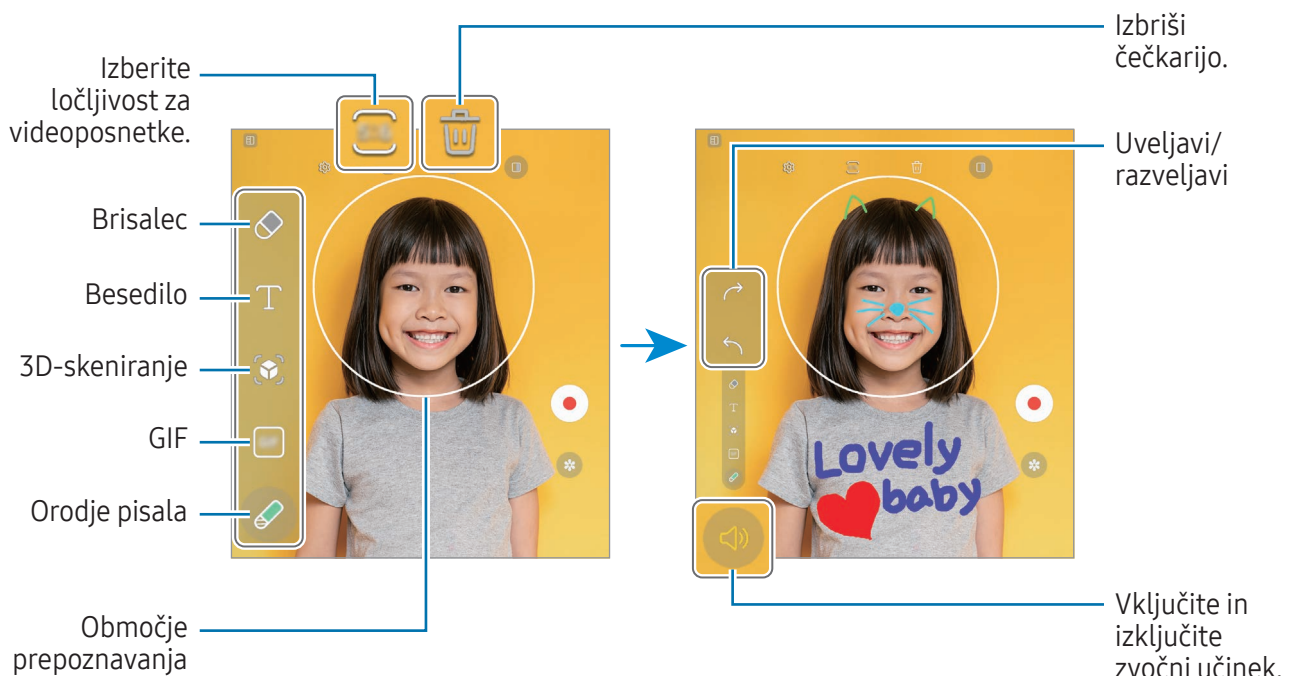 Izberite
ločljivost za
videoposnetke.
Brisalec
Besedilo
3D-skeniranje
GIF
Orodje pisala
Območje
prepoznavanja
Izbriši
čečkarijo.
Uveljavi/
razveljavi
Lovely
baby
Vključite in
izključite
zvočni učinek.